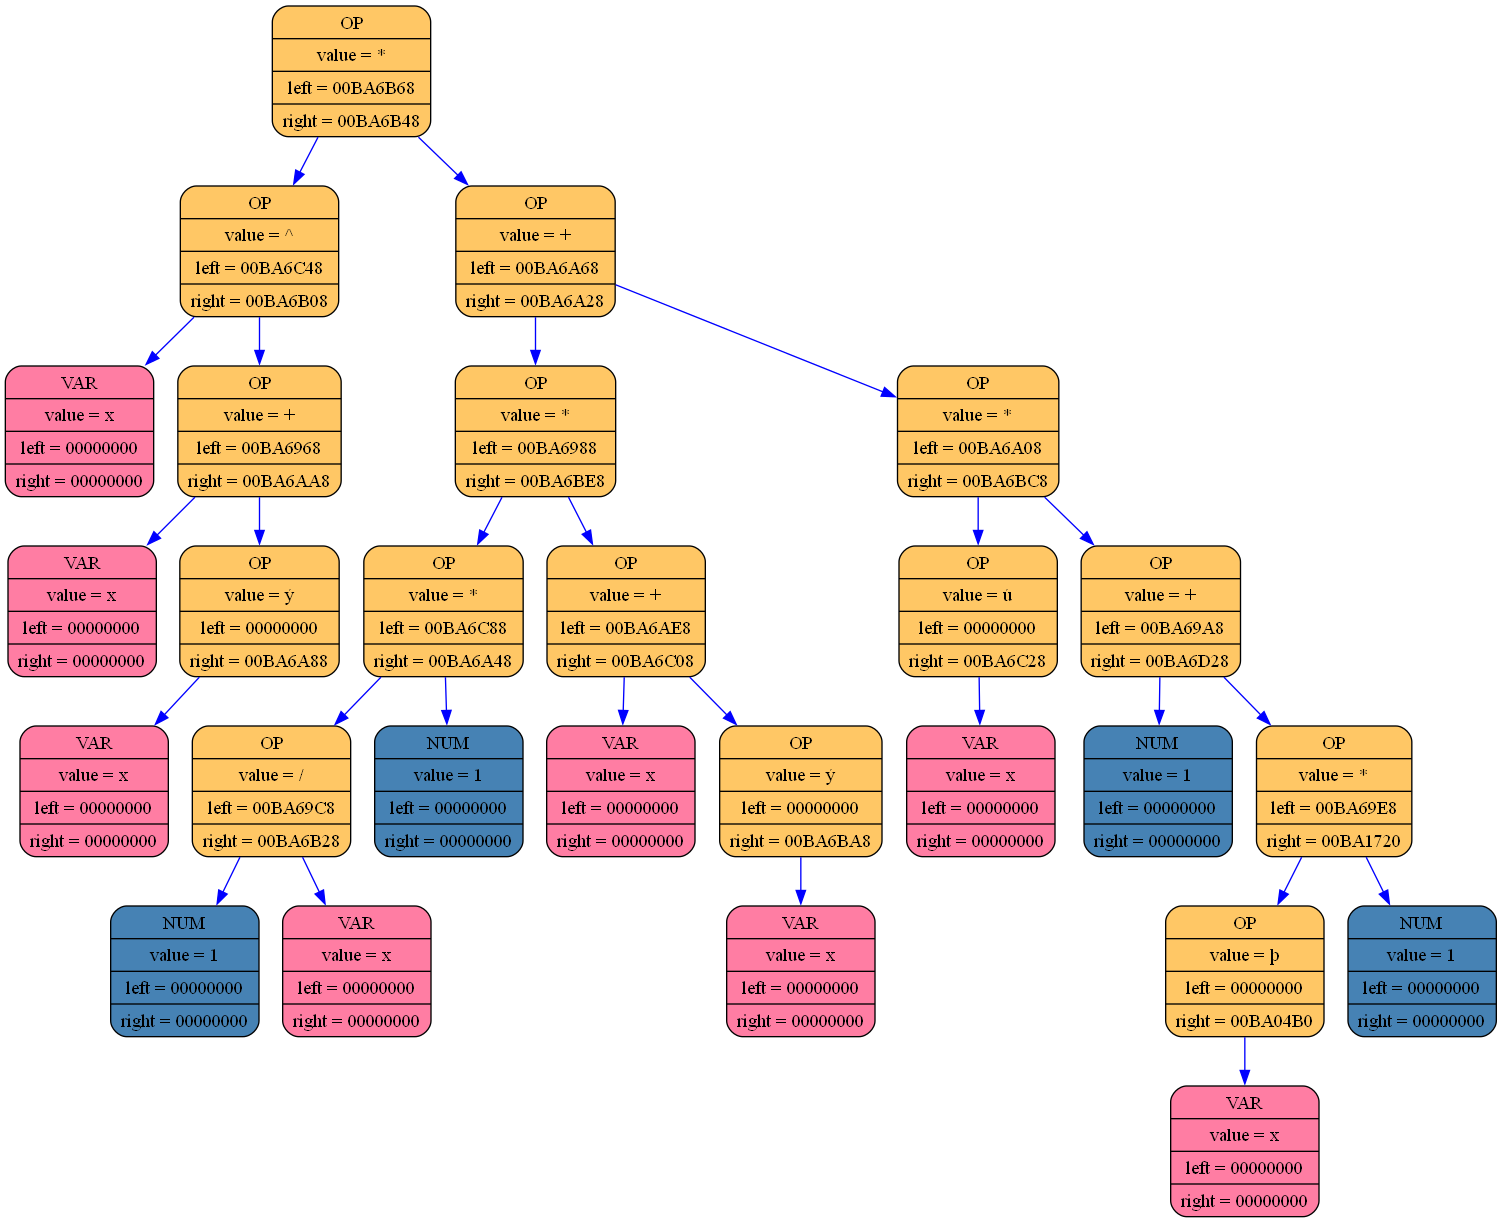 OP
value = *
left = 00BA6B68
right = 00BA6B48
OP
value = ^
left = 00BA6C48
right = 00BA6B08
OP
value = +
left = 00BA6A68
right = 00BA6A28
VAR
value = x
left = 00000000
right = 00000000
OP
value = +
left = 00BA6968
right = 00BA6AA8
OP
value = *
left = 00BA6988
right = 00BA6BE8
OP
value = *
left = 00BA6A08
right = 00BA6BC8
VAR
value = x
left = 00000000
right = 00000000
OP
value = ý
left = 00000000
right = 00BA6A88
OP
value = *
left = 00BA6C88
right = 00BA6A48
OP
value = +
left = 00BA6AE8
right = 00BA6C08
OP
value = ú
left = 00000000
right = 00BA6C28
OP
value = +
left = 00BA69A8
right = 00BA6D28
VAR
value = x
left = 00000000
right = 00000000
OP
value = /
left = 00BA69C8
right = 00BA6B28
NUM
value = 1
left = 00000000
right = 00000000
VAR
value = x
left = 00000000
right = 00000000
OP
value = ý
left = 00000000
right = 00BA6BA8
VAR
value = x
left = 00000000
right = 00000000
NUM
value = 1
left = 00000000
right = 00000000
OP
value = *
left = 00BA69E8
right = 00BA1720
NUM
value = 1
left = 00000000
right = 00000000
VAR
value = x
left = 00000000
right = 00000000
VAR
value = x
left = 00000000
right = 00000000
OP
value = þ
left = 00000000
right = 00BA04B0
NUM
value = 1
left = 00000000
right = 00000000
VAR
value = x
left = 00000000
right = 00000000